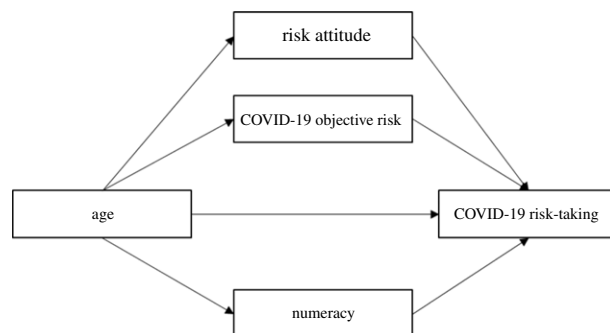 risk attitude
COVID-19 objective risk
age
COVID-19 risk-taking
numeracy